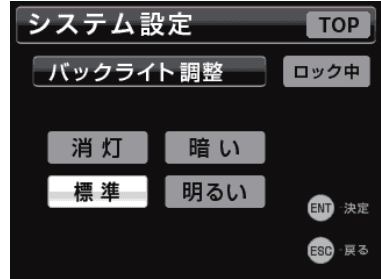 システム設定 TOP
バックライト調整 ロック中
消灯 暗い
標準 明るい
ENT -決定
ESC -戻る